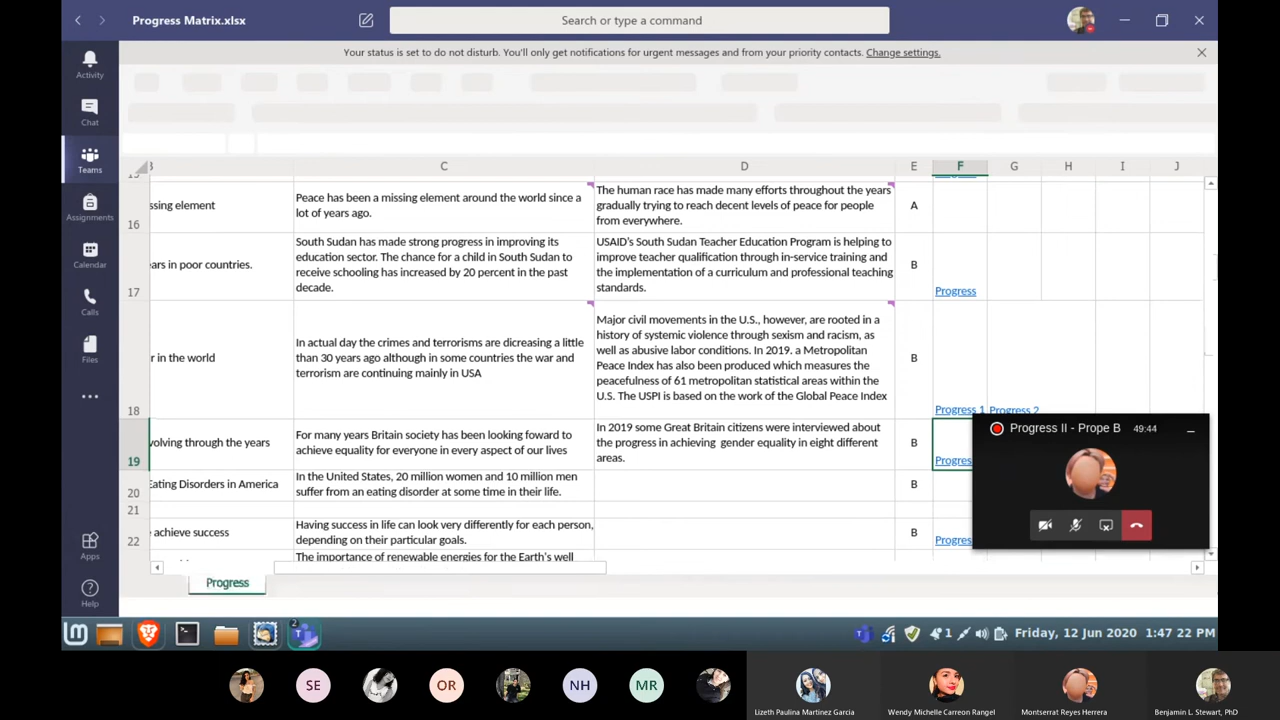 Progress Matrix.xlsx
Search or type a command
Your status is set to do not disturb. You'll only get notifications for urgent messages and from your priority contacts. Change settings.
Activity
Chat
Teams
Assignments
Calendar
Calls
Files
Apps
Help
C D E F G H I J
16
ssing element
Peace has been a missing element around the world since a
lot of years ago.
The human race has made many efforts throughout the years
gradually trying to reach decent levels of peace for people
from everywhere.
A
17
ars in poor countries.
South Sudan has made strong progress in improving its
education sector. The chance for a child in South Sudan to
receive schooling has increased by 20 percent in the past
decade.
USAID's South Sudan Teacher Education Program is helping to
improve teacher qualification through in-service training and
the implementation of a curriculum and professional teaching
standards.
B
Progress
18
r in the world
In actual day the crimes and terrorisms are dicreasing a little
than 30 years ago although in some countries the war and
terrorism are continuing mainly in USA
Major civil movements in the U.S., however, are rooted in a
history of systemic violence through sexism and racism, as
well as abusive labor conditions. In 2019. a Metropolitan
Peace Index has also been produced which measures the
peacefulness of 61 metropolitan statistical areas within the
U.S. The USPI is based on the work of the Global Peace Index
B
Progress 1 Progress 2
19
volving through the years
For many years Britain society has been looking foward to
achieve equality for everyone in every aspect of our lives
In 2019 some Great Britain citizens were interviewed about
the progress in achieving gender equality in eight different
areas.
B
Progres
20
Eating Disorders in America
In the United States, 20 million women and 10 million men
suffer from an eating disorder at some time in their life.
B
21
22
achieve success
Having success in life can look very differently for each person,
depending on their particular goals.
B
Progres
The importance of renewable energies for the Earth's well
Progress II - Prope B 49:44
Progress
2
1 Friday, 12 Jun 2020 1:47 22 PM
SE
OR
NH
MR
Lizeth Paulina Martinez Garcia
Wendy Michelle Carreon Rangel
Montserrat Reyes Herrera
Benjamin L. Stewart, PhD